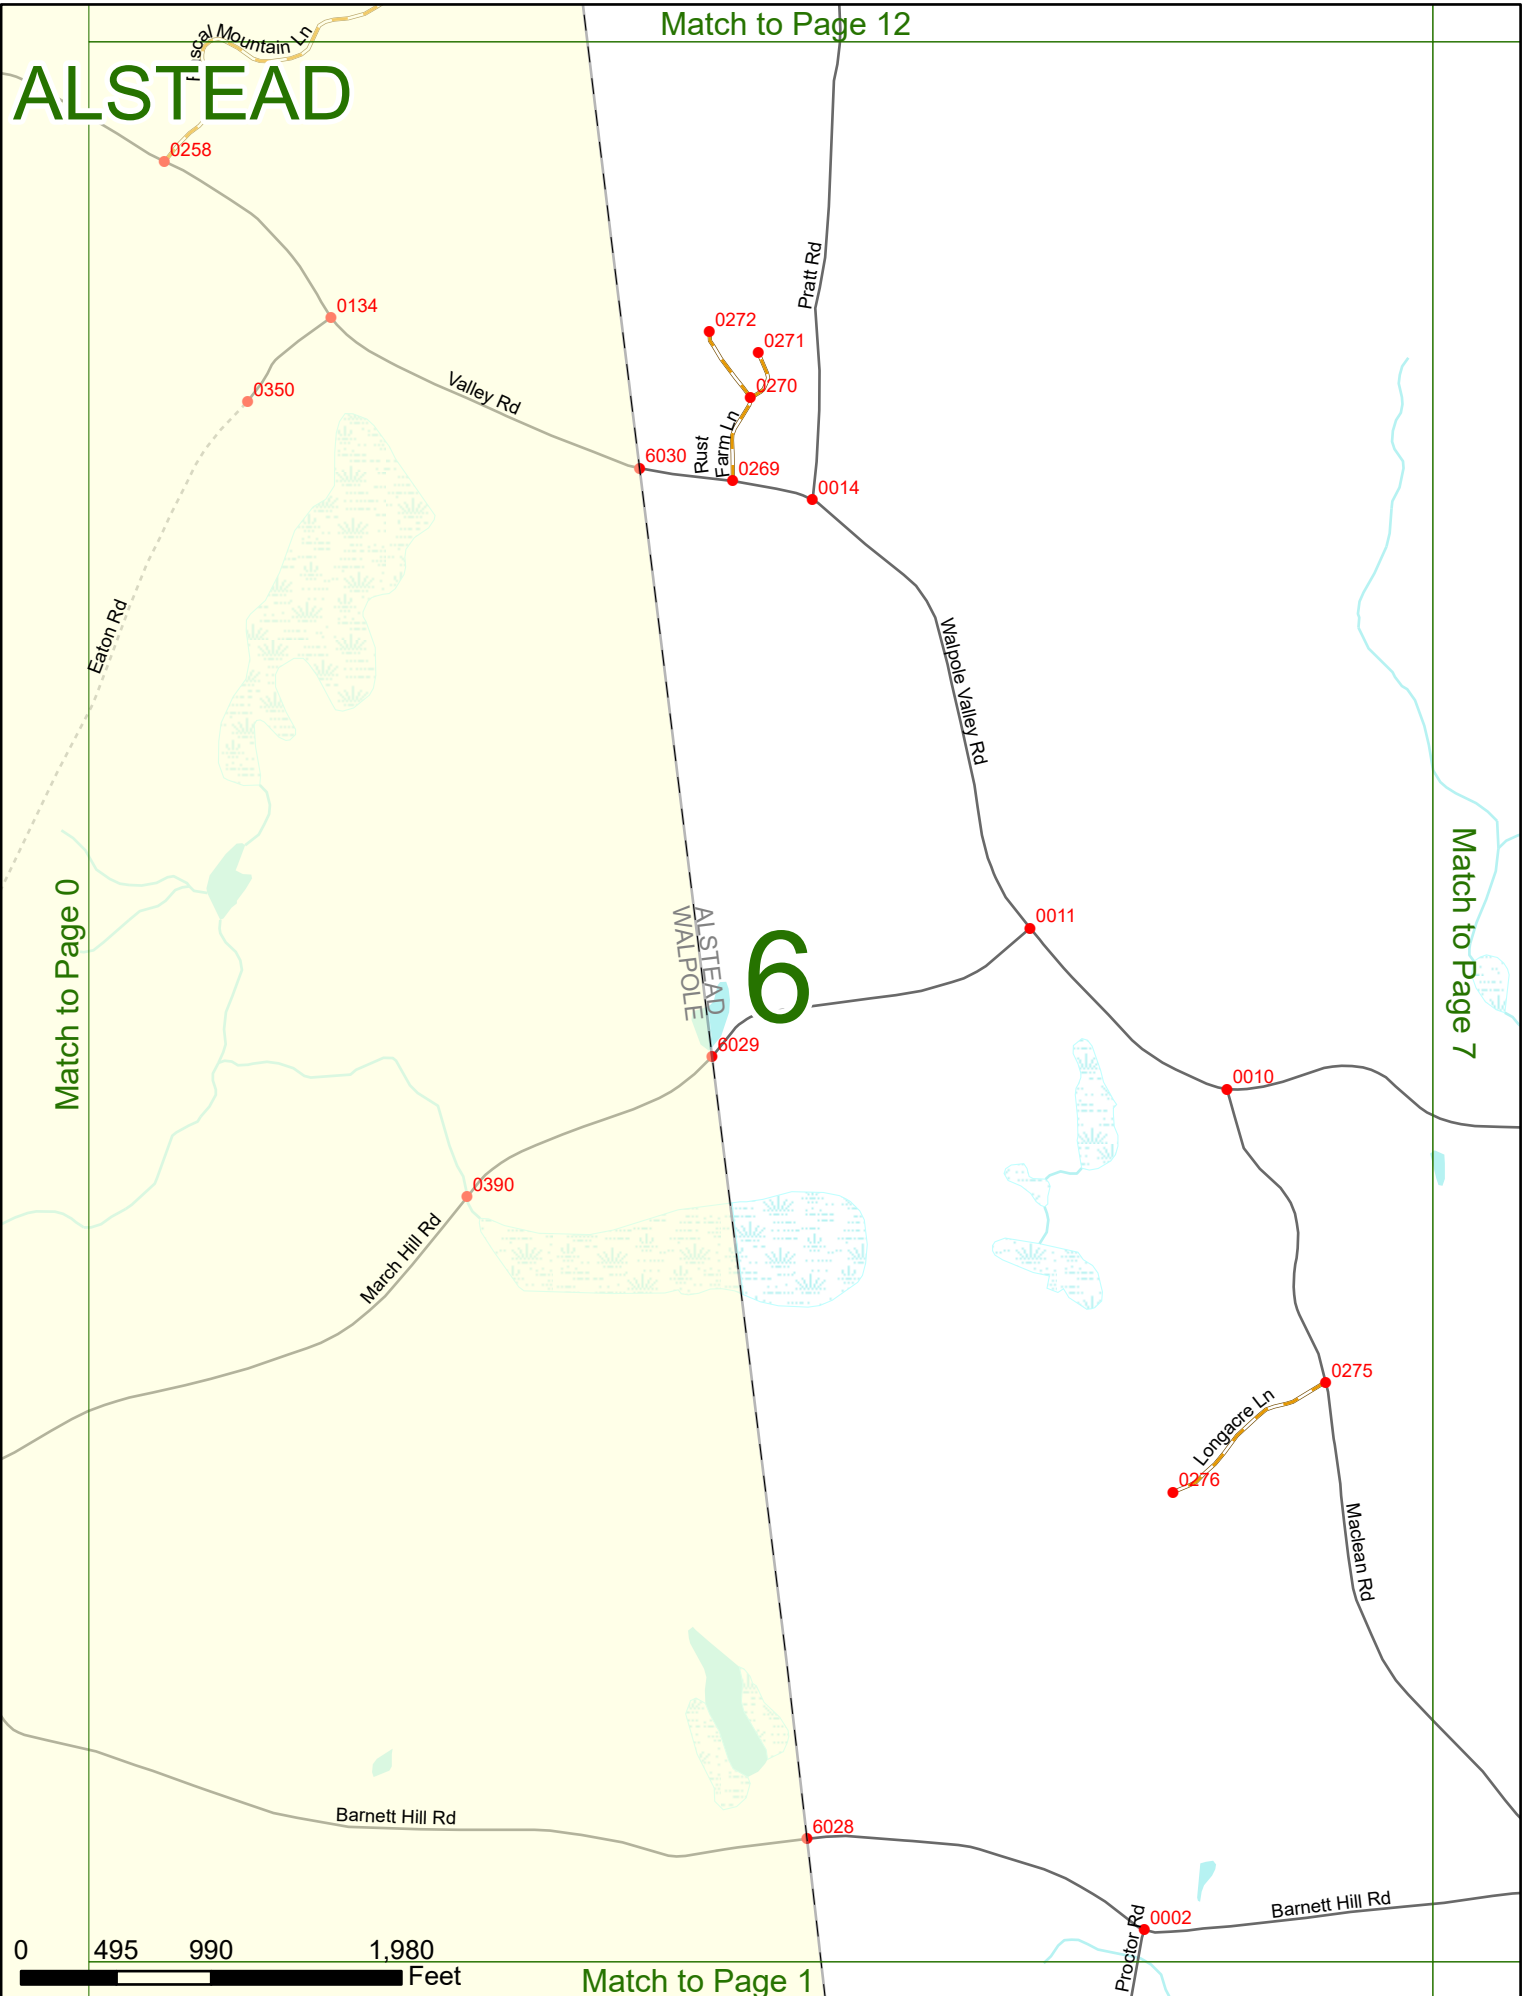 Match to Page 12
Mountain Ln
ALSTEAD
0258
Pratt Rd
0134
0272
0271
0350
Valley Rd
0270
Rust
Farm Ln
6030
0269
0014
Eaton Rd
Walpole Valley Rd
Match to Page 0
Match to Page 7
ALSTEAD
WALPOLE
6
0011
6029
0010
0390
March Hill Rd
0275
Longacre Ln
0276
Maclean Rd
Barnett Hill Rd
6028
Barnett Hill Rd
0002
Proctor Rd
0 495 990 1,980
Feet
Match to Page 1